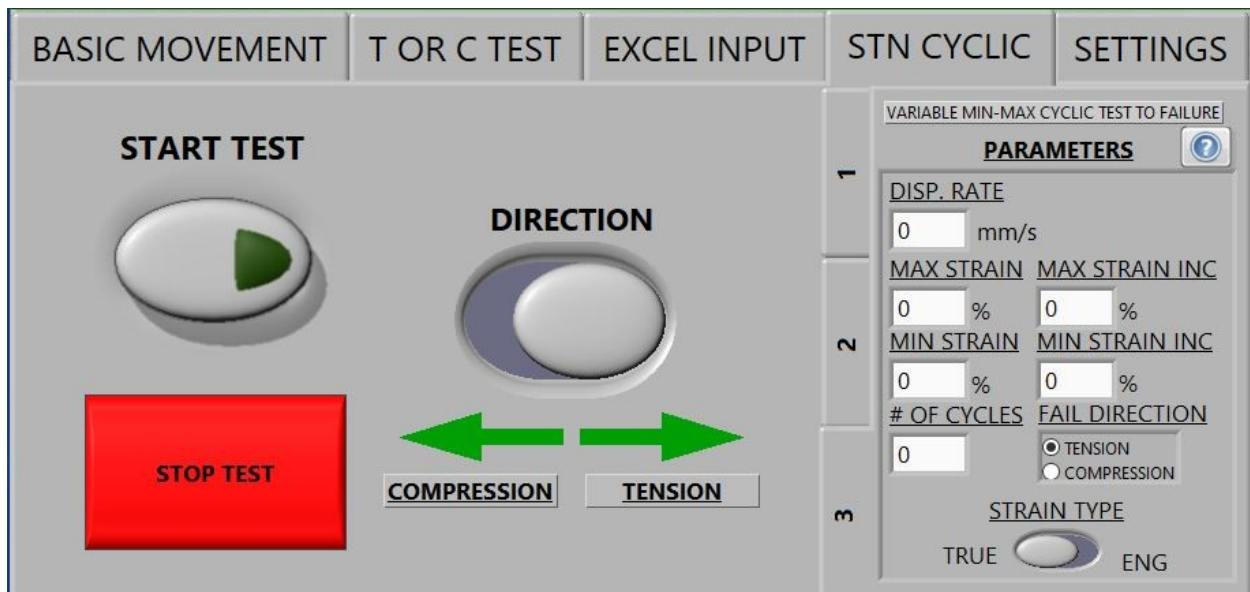 BASIC MOVEMENT
T OR C TEST
EXCEL INPUT
STN CYCLIC
SETTINGS
START TEST
STOP TEST
DIRECTION
COMPRESSION
TENSION
1
2
3
VARIABLE MIN-MAX CYCLIC TEST TO FAILURE
PARAMETERS
?
DISP. RATE
0 mm/s
MAX STRAIN MAX STRAIN INC
0 % 0 %
MIN STRAIN MIN STRAIN INC
0 % 0 %
# OF CYCLES FAIL DIRECTION
0
TENSION
COMPRESSION
STRAIN TYPE
TRUE ENG